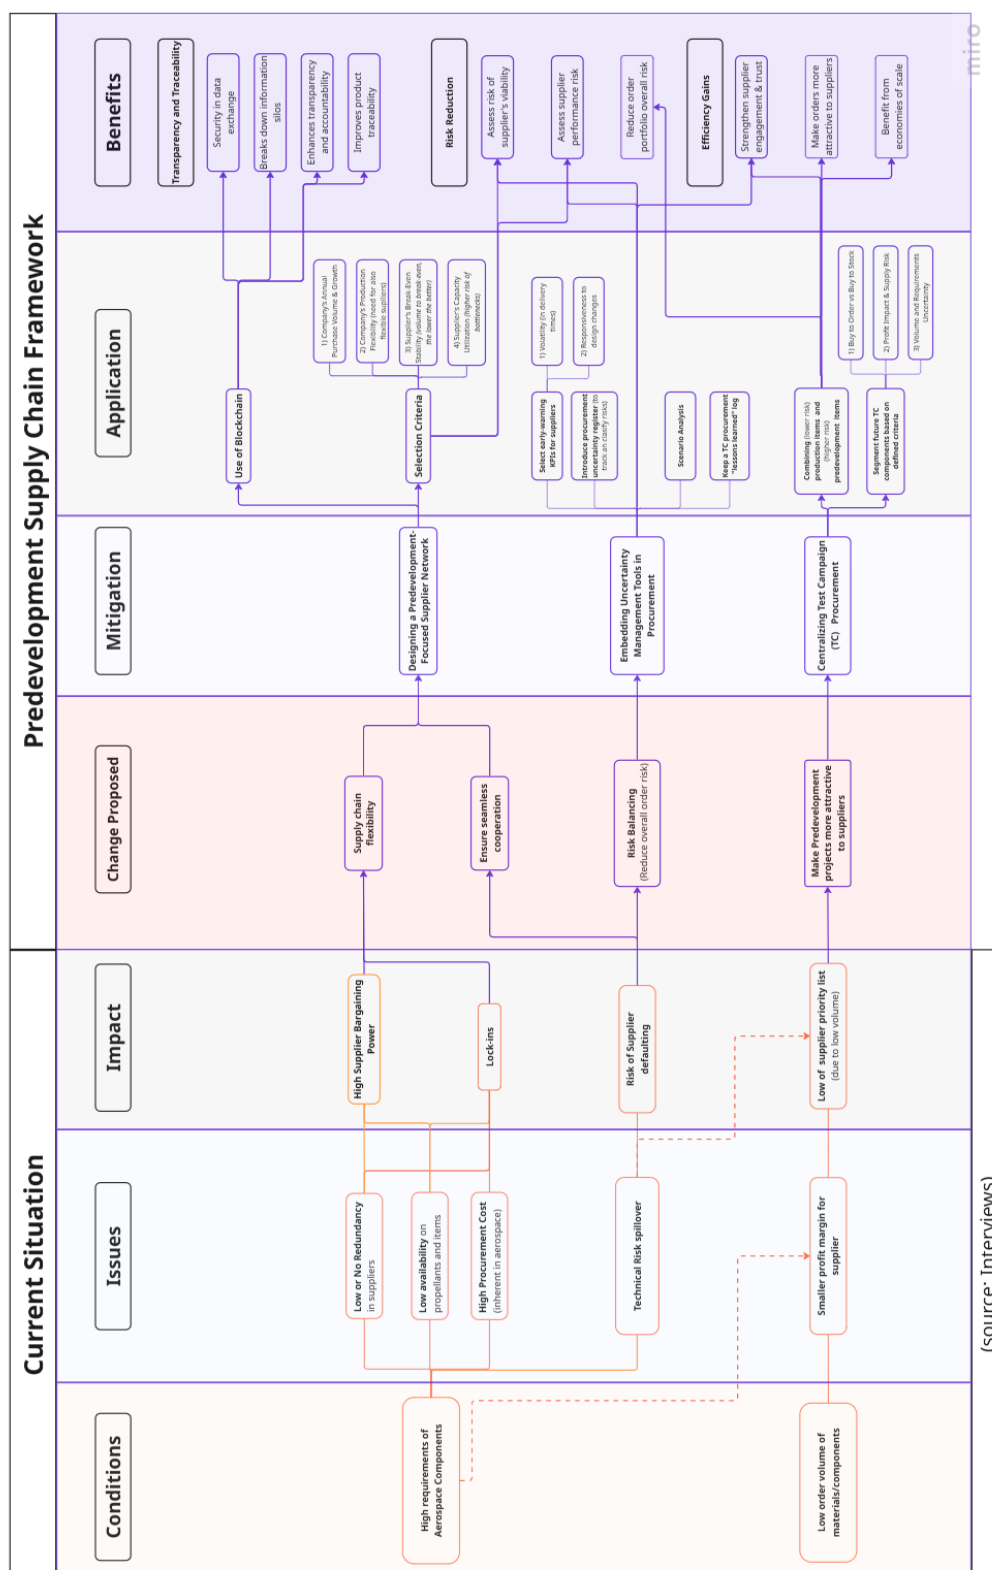 Current Situation
Predevelopment Supply Chain Framework
Conditions
Issues
Impact
Change Proposed
Mitigation
Application
Benefits
High requirements of
Aerospace Components
Low order volume of
materials/components
Low or No Redundancy
in suppliers
Low availability on
propellants and items
High Procurement Cost
(inherent in aerospace)
Technical Risk spillover
Smaller profit margin for
supplier
High Supplier Bargaining
Power
Lock-ins
Risk of Supplier
defaulting
Low of supplier priority list
(due to low volume)
Supply chain
flexibility
Ensure seamless
cooperation
Risk Balancing
(Reduce overall order risk)
Make Predevelopment
projects more attractive
to suppliers
Designing a Predevelopment-
Focused Supplier Network
Embedding Uncertainty
Management Tools in
Procurement
Centralizing Test Campaign
(TC) Procurement
Use of Blockchain
Selection Criteria
1) Company's Annual
Purchase Volume & Growth
2) Company's Production
Flexibility (need for also
flexible supliiers)
3) Supplier's Break-Even
Stability (volume to break-even,
the lower the better)
4) Supplier's Capacity
Utilization (higher risk of
bottlenecks)
Select early-warning
KPIs for suppliers
Introduce procurement
uncertainty register (to
track an clasify risks)
Scenario Analysis
Keep a TC procurement
"lessons learned" log
1) Volatility (in delivery
times)
2) Responsiveness to
design changes
Combining (lower risk)
production items and
(higher risk)
predevelopment items
Segment future TC
components based on
defined criteria
1) Buy to Order vs Buy to Stock
2) Profit Impact & Supply Risk
3) Volume and Requirements
Uncertainty
Transparency and Traceability
Security in data
exchange
Breaks down information
silos
Enhances transparency
and accountability
Improves product
traceability
Risk Reduction
Assess risk of
supplier's viability
Assess supplier
performance risk
Reduce order
portfolio overall risk
Efficiency Gains
Strengthen supplier
engagement & trust
Make orders more
attractive to suppliers
Benefit from
economies of scale
miro
(source: Interviews)